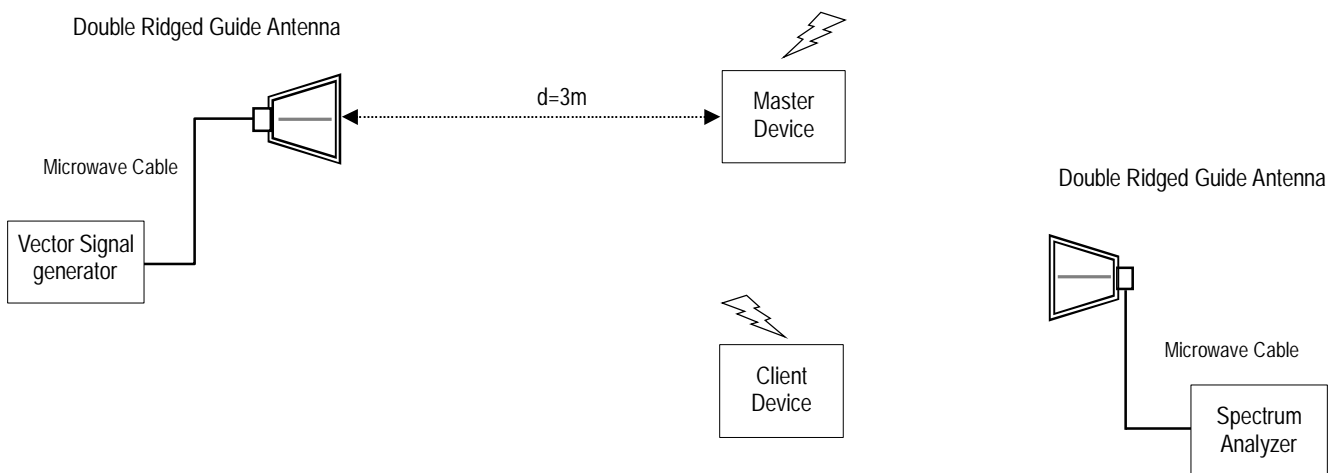 Double Ridged Guide Antenna
d=3m
Master
Device
Microwave Cable
Double Ridged Guide Antenna
Vector Signal
generator
Client
Device
Microwave Cable
Spectrum
Analyzer